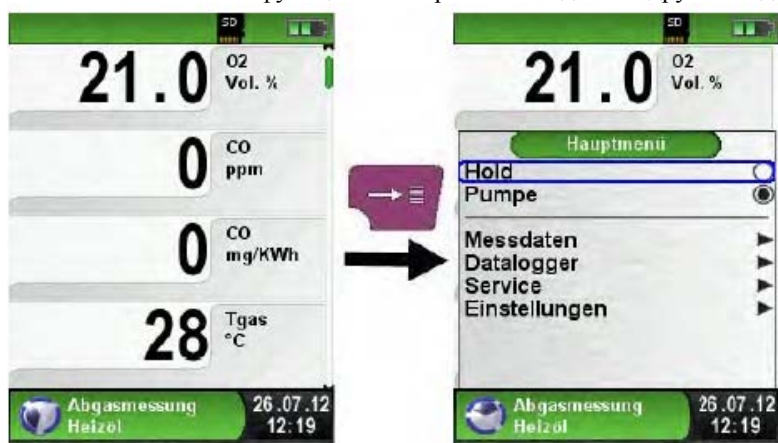 SD
21.0 O2 Vol. %
0 CO ppm
0 CO mg/KWh
28 Tgas °C
Abgasmessung
Heizöl
26.07.12
12:19
SD
21.0 O2 Vol. %
Hauptmenü
Hold
Pumpe
Messdaten
Datalogger
Service
Einstellungen
Abgasmessung
Heizöl
26.07.12
12:19